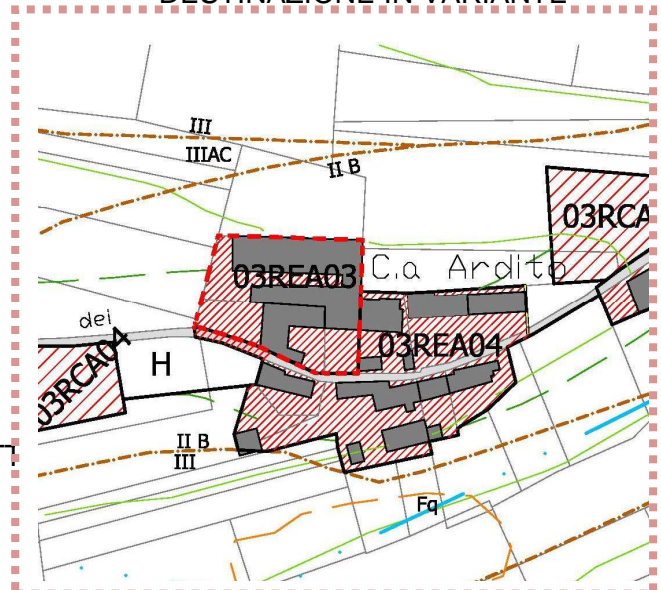 DESTINAZIONE IN VARIANTE
III
IIIAC
II B
03RCA
03REA03
C.a Ardito
dei
03REA04
03RCA04
H
II B
III
Fq